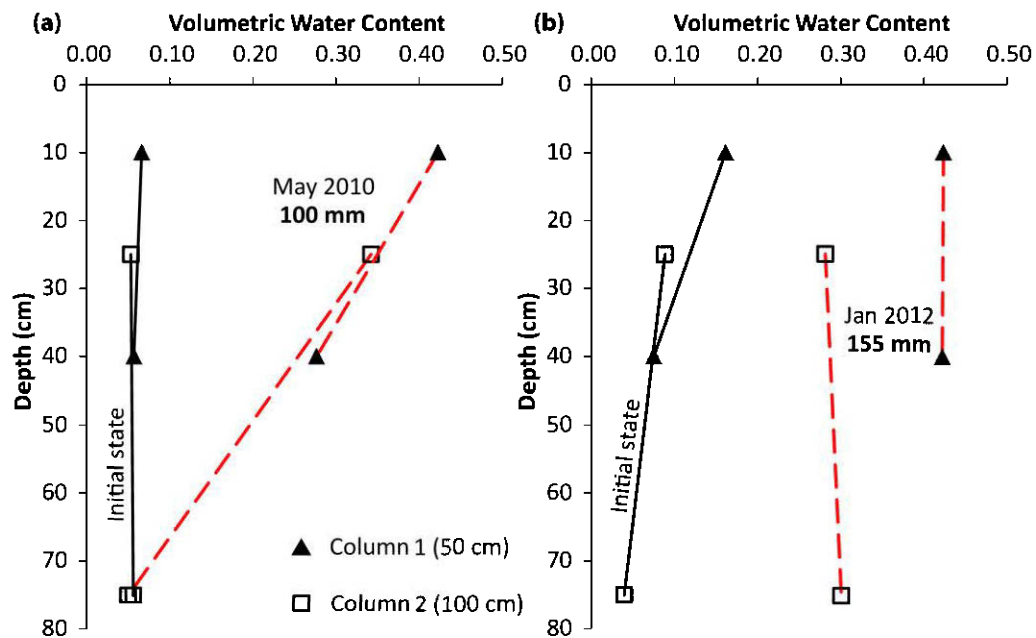 (a)
Volumetric Water Content
0.00 0.10 0.20 0.30 0.40 0.50
0
10
20
30
40
50
60
70
80
Depth (cm)
May 2010
100 mm
Initial state
Column 1 (50 cm)
Column 2 (100 cm)
(b)
Volumetric Water Content
0.00 0.10 0.20 0.30 0.40 0.50
0
10
20
30
40
50
60
70
80
Depth (cm)
Jan 2012
155 mm
Initial state